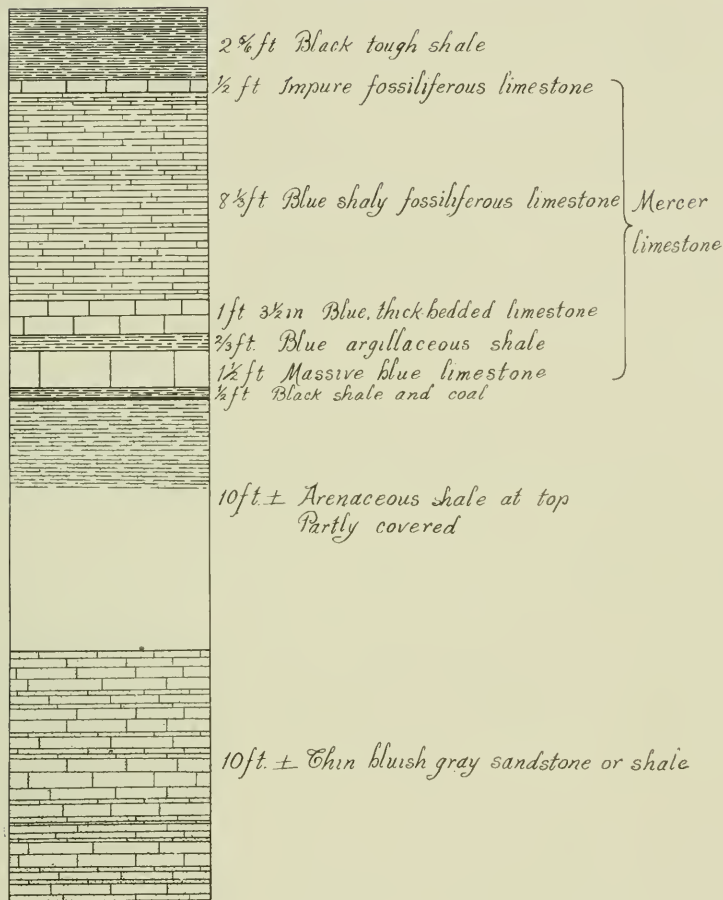 2 5/6 ft Black tough shale
1/2 ft Impure fossiliferous limestone
8 1/3 ft Blue shaly fossiliferous limestone
Mercer
limestone
1 ft 3 1/2 in Blue, thick-bedded limestone
2/3 ft. Blue argillaceous shale
1 1/2 ft Massive blue limestone
1/2 ft Black shale and coal
10 ft. ± Arenaceous shale at top
Partly covered
10 ft. ± Thin bluish gray sandstone or shale